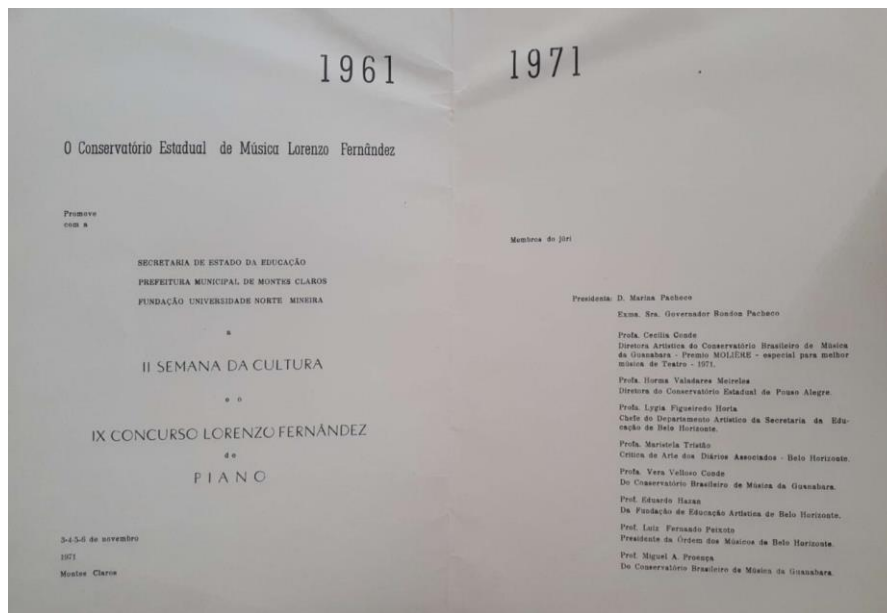 1961
O Conservatório Estadual de Música Lorenzo Fernândez
Promove
com a
SECRETARIA DE ESTADO DA EDUCAÇÃO
PREFEITURA MUNICIPAL DE MONTES CLAROS
FUNDAÇÃO UNIVERSIDADE NORTE MINEIRA
a
II SEMANA DA CULTURA
e o
IX CONCURSO LORENZO FERNÁNDEZ
de
PIANO
3-4-5-6 de novembro
1971
Montes Claros
1971
Membros do júri
Presidenta: D. Marina Pacheco
Exma. Sra. Governador Rondon Pacheco
Profa. Cecília Conde
Diretora Artística do Conservatório Brasileiro de Música
da Guanabara - Premio MOLIÈRE - especial para melhor
música de Teatro - 1971.
Profa. Horma Valadares Meireles
Diretora do Conservatório Estadual de Pouso Alegre.
Profa. Lygia Figueiredo Horta
Chefe do Departamento Artístico da Secretaria da Edu-
cação de Belo Horizonte.
Profa. Maristela Tristão
Crítica de Arte dos Diários Associados - Belo Horizonte.
Profa. Vera Velloso Conde
Do Conservatório Brasileiro de Música da Guanabara.
Prof. Eduardo Hazan
Da Fundação de Educação Artística de Belo Horizonte.
Prof. Luiz Fernando Peixoto
Presidente da Órdem dos Músicos de Belo Horizonte.
Prof. Miguel A. Proença
Do Conservatório Brasileiro de Música da Guanabara.